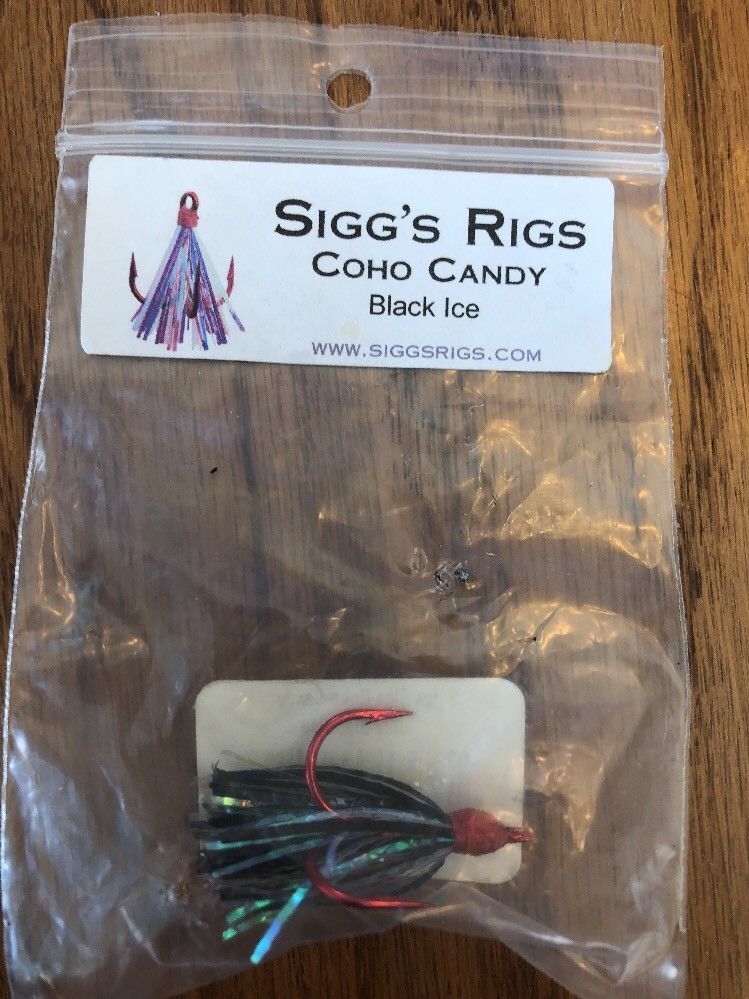 SIGG'S RIGS
COHO CANDY
Black Ice
WWW.SIGGSRIGS.COM